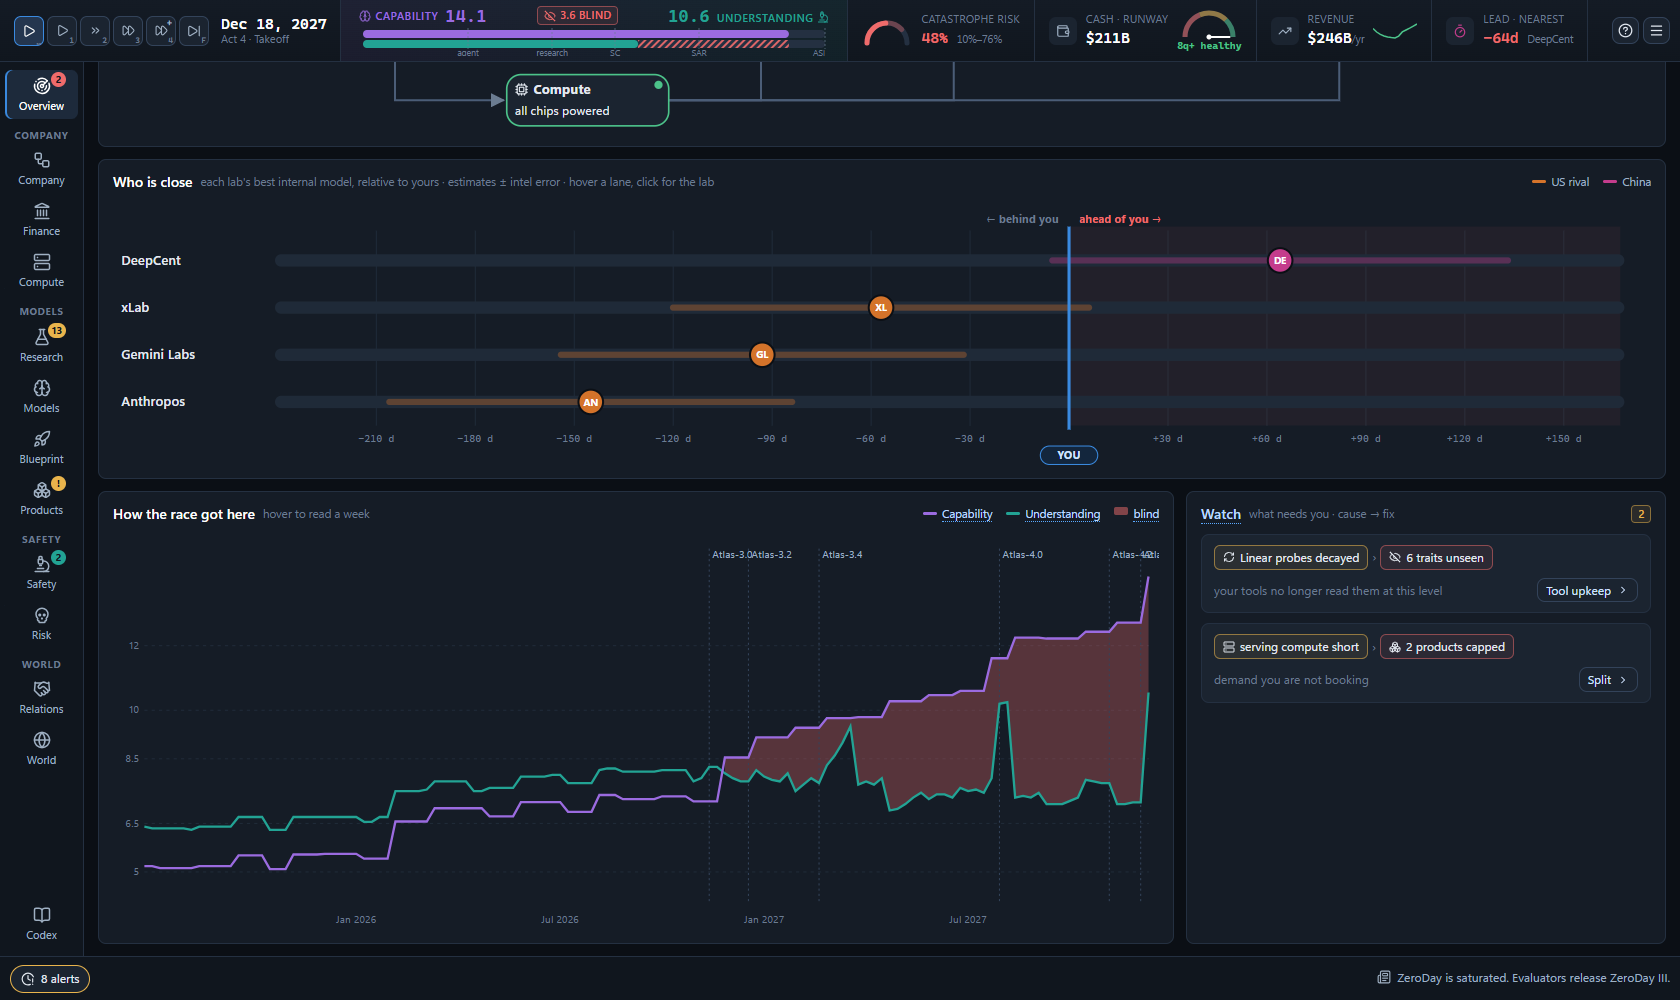 1
2
3
4
F
Dec 18, 2027
Act 4 · Takeoff
CAPABILITY 14.1
3.6 BLIND
10.6 UNDERSTANDING
agent
research
SC
SAR
ASI
CATASTROPHE RISK
48% 10%–76%
CASH · RUNWAY
$211B
8q+ healthy
REVENUE
$246B/yr
LEAD · NEAREST
−64d DeepCent
2
Overview
COMPANY
Company
Finance
Compute
MODELS
13
Research
Models
Blueprint
!
Products
SAFETY
2
Safety
Risk
WORLD
Relations
World
Codex
Compute
all chips powered
Who is close each lab's best internal model, relative to yours · estimates ± intel error · hover a lane, click for the lab
US rival
China
← behind you
ahead of you →
DeepCent
DE
xLab
XL
Gemini Labs
GL
Anthropos
AN
−210 d
−180 d
−150 d
−120 d
−90 d
−60 d
−30 d
+30 d
+60 d
+90 d
+120 d
+150 d
YOU
How the race got here hover to read a week
Capability
Understanding
blind
Atlas-3.0
Atlas-3.2
Atlas-3.4
Atlas-4.0
12
10
8.5
6.5
5
Jan 2026
Jul 2026
Jan 2027
Jul 2027
Watch what needs you · cause → fix
2
Linear probes decayed › 6 traits unseen
your tools no longer read them at this level
Tool upkeep ›
serving compute short › 2 products capped
demand you are not booking
Split ›
8 alerts
ZeroDay is saturated. Evaluators release ZeroDay III.